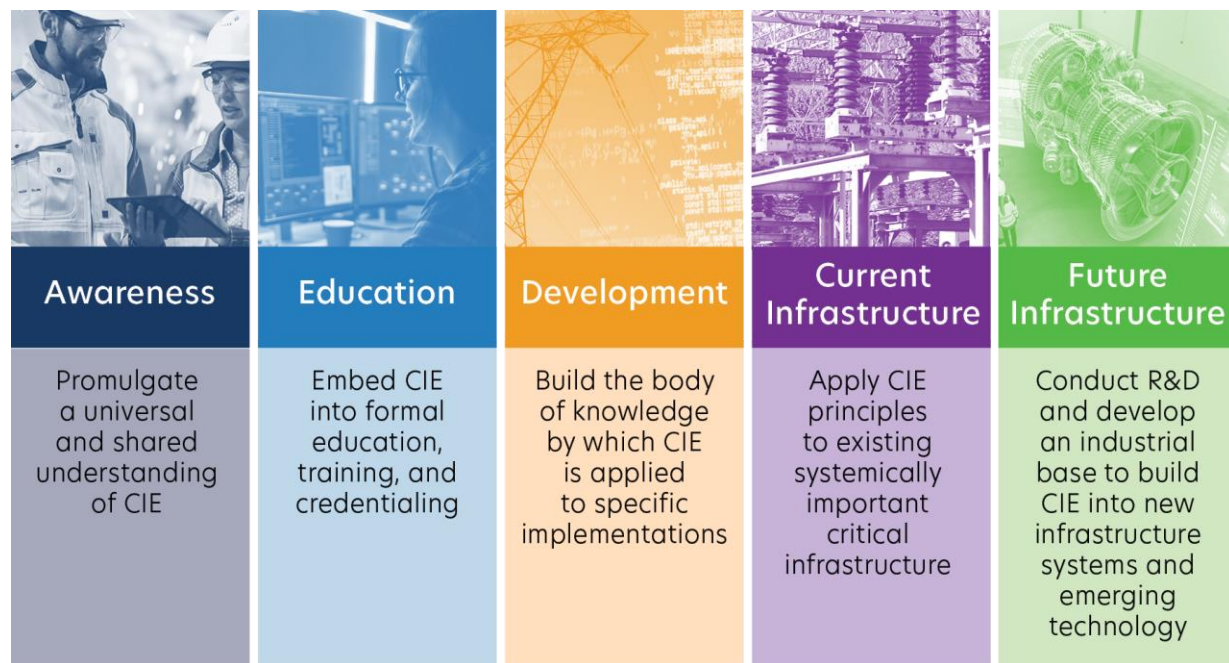 Awareness
Promulgate
a universal
and shared
understanding
of CIE
Education
Embed CIE
into formal
education,
training, and
credentialing
Development
Build the body
of knowledge
by which CIE
is applied
to specific
implementations
Current
Infrastructure
Apply CIE
principles
to existing
systemically
important
critical
infrastructure
Future
Infrastructure
Conduct R&D
and develop
an industrial
base to build
CIE into new
infrastructure
systems and
emerging
technology